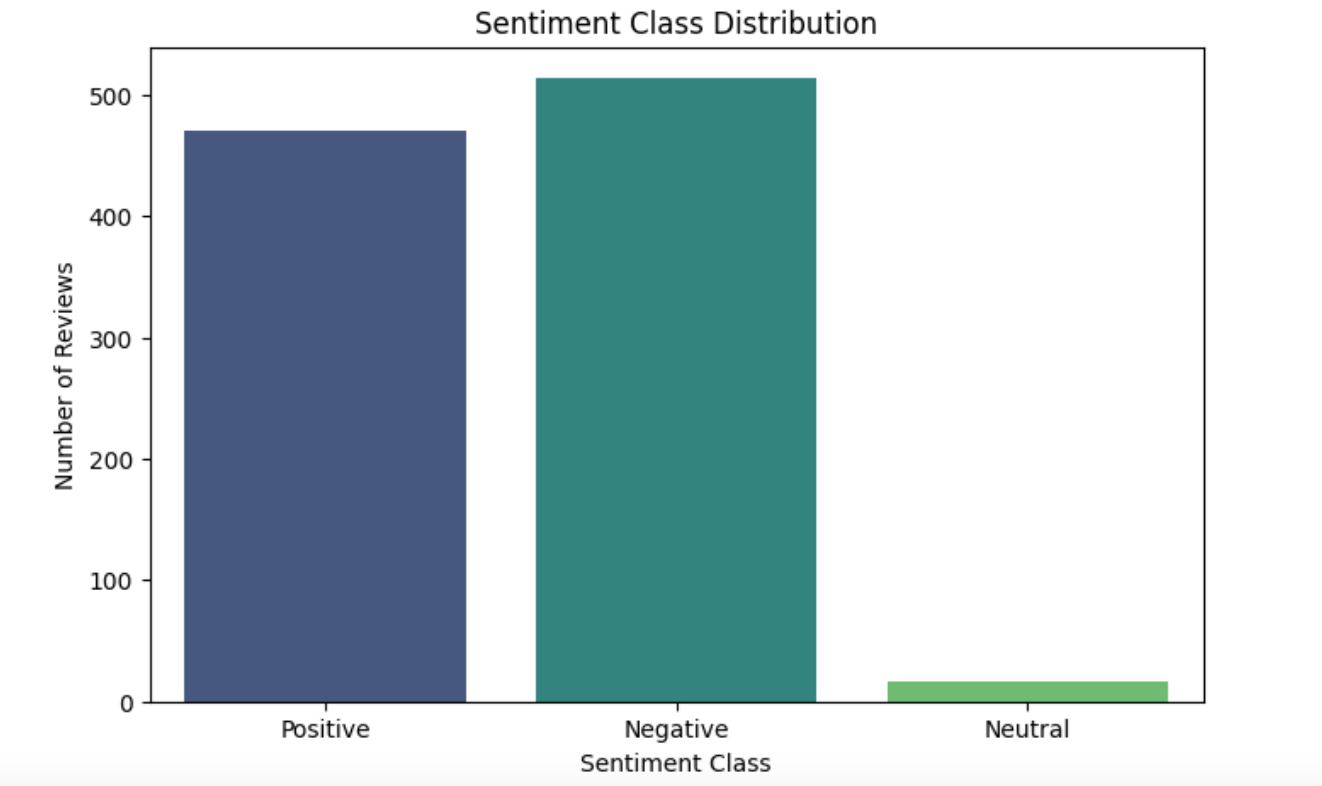 Sentiment Class Distribution
Number of Reviews
500
400
300
200
100
0
Positive
Negative
Neutral
Sentiment Class